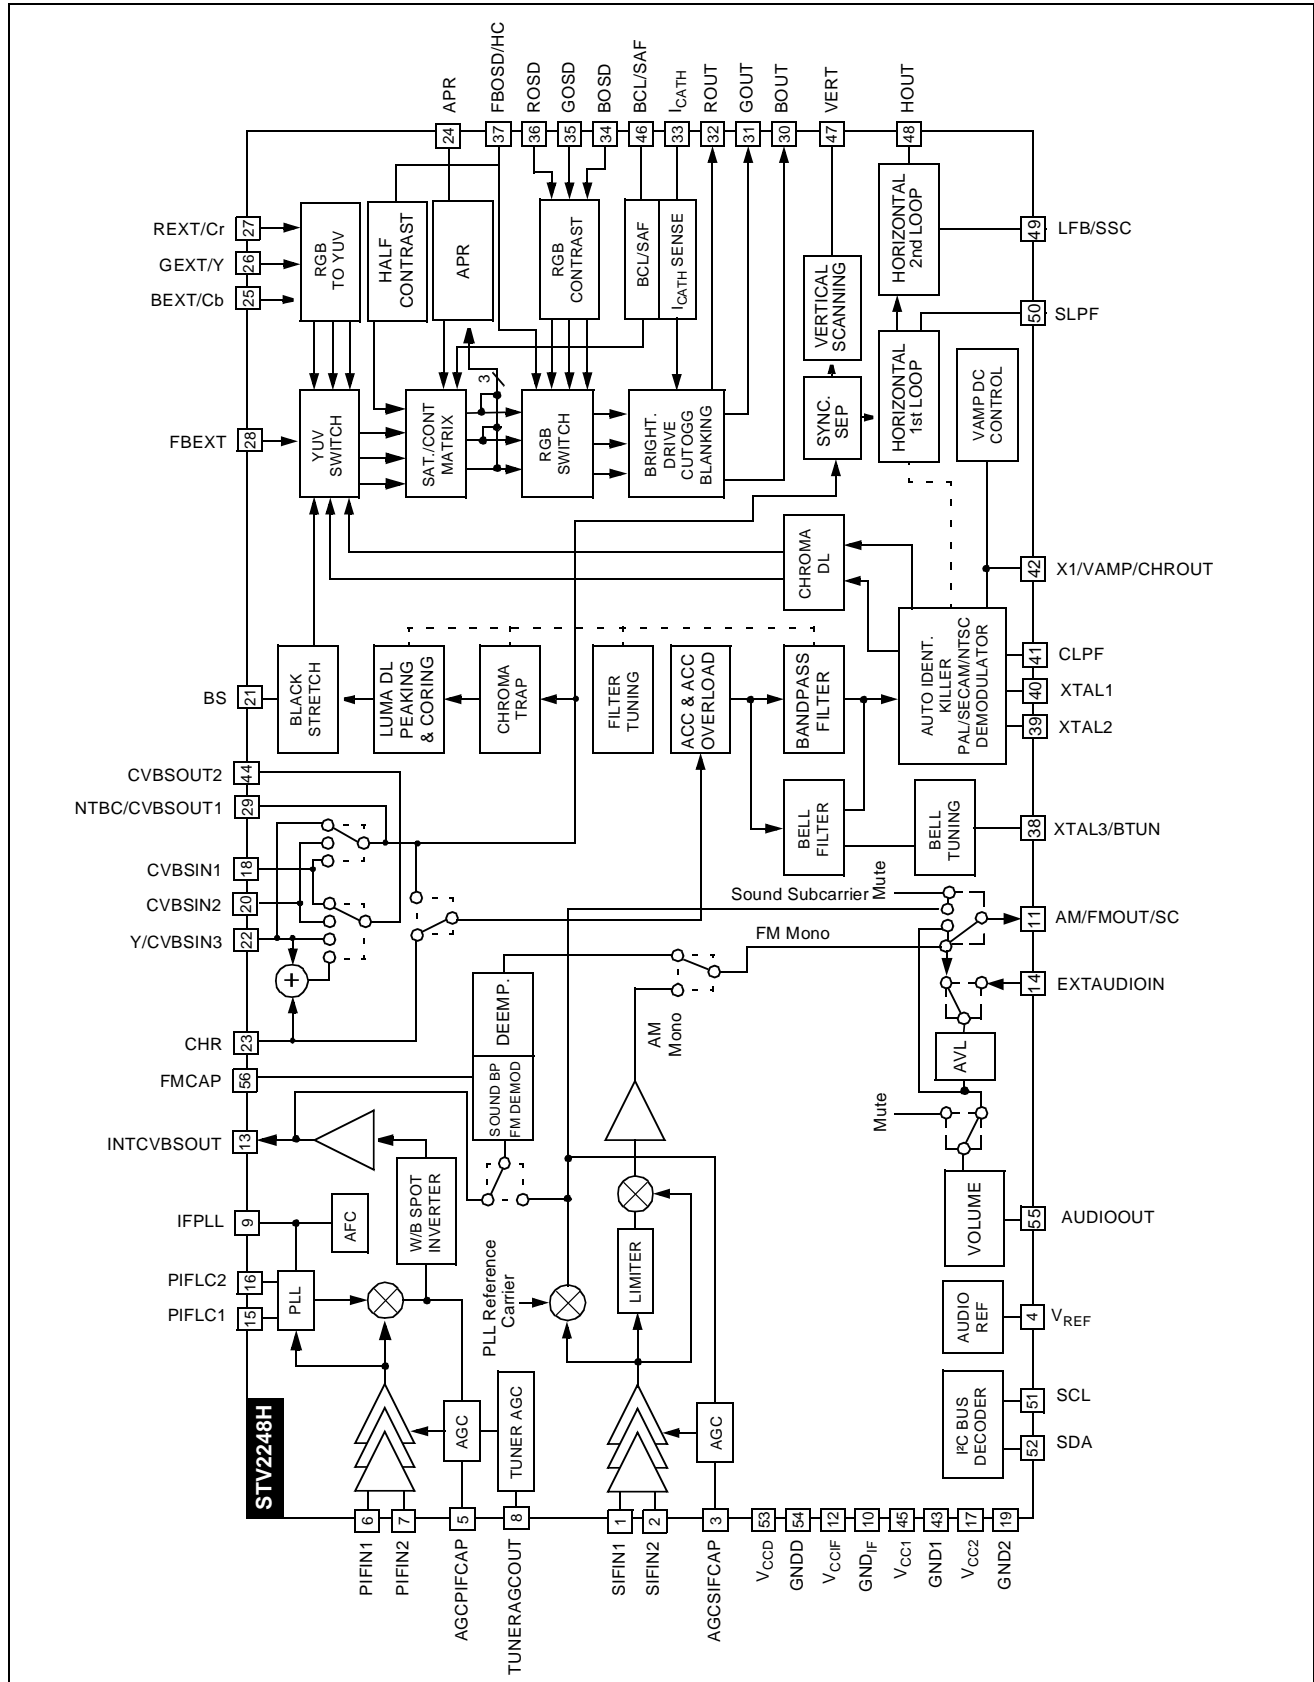 APR
FBOSD/HC
ROSD
GOSD
BOSD
BCL/SAF
ICATH
ROUT
GOUT
BOUT
VERT
HOUT
24
37
36
35
34
46
33
32
31
30
47
48
REXT/Cr
27
GEXT/Y
26
BEXT/Cb
25
RGB
TO YUV
HALF
CONTRAST
APR
RGB
CONTRAST
BCL/SAF
ICATH SENSE
VERTICAL
SCANNING
HORIZONTAL
2nd LOOP
49
LFB/SSC
50
SLPF
FBEXT
28
YUV
SWITCH
SAT./CONT
MATRIX
3
RGB
SWITCH
BRIGHT.
DRIVE
CUTOGG
BLANKING
SYNC.
SEP
HORIZONTAL
1st LOOP
VAMP DC
CONTROL
CHROMA
DL
42
X1/VAMP/CHROUT
BS
21
BLACK
STRETCH
LUMA DL
PEAKING
& CORING
CHROMA
TRAP
FILTER
TUNING
ACC & ACC
OVERLOAD
BANDPASS
FILTER
AUTO IDENT.
KILLER
PAL/SECAM/NTSC
DEMODULATOR
41
CLPF
40
XTAL1
39
XTAL2
CVBSOUT2
44
NTBC/CVBSOUT1
29
BELL
FILTER
BELL
TUNING
38
XTAL3/BTUN
CVBSIN1
18
CVBSIN2
20
Y/CVBSIN3
22
+
Sound Subcarrier
Mute
FM Mono
11
AM/FMOUT/SC
14
EXTAUDIOIN
CHR
23
FMCAP
56
DEEMP.
SOUND BP
FM DEMOD
AM
Mono
AVL
Mute
INTCVBSOUT
13
W/B SPOT
INVERTER
VOLUME
55
AUDIOOUT
IFPLL
9
AFC
PIFLC2
16
PIFLC1
15
PLL
PLL Reference
Carrier
LIMITER
AUDIO
REF
4
VREF
STV2248H
AGC
TUNER AGC
AGC
I²C BUS
DECODER
51
SCL
52
SDA
6
7
5
8
1
2
3
53
54
12
10
45
43
17
19
PIFIN1
PIFIN2
AGCPIFCAP
TUNERAGCOUT
SIFIN1
SIFIN2
AGCSIFCAP
VCCD
GNDD
VCCIF
GNDIF
VCC1
GND1
VCC2
GND2